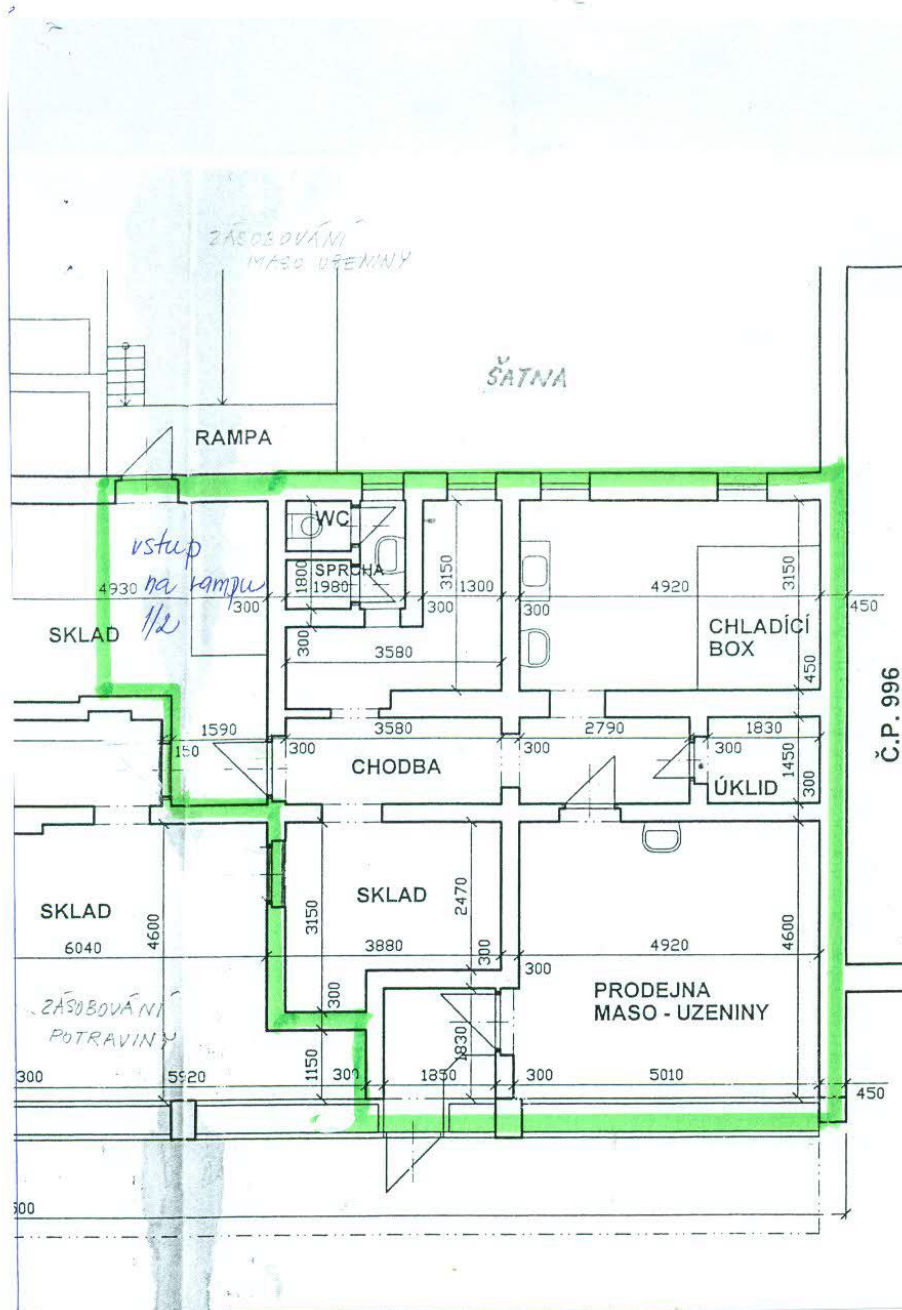 ZÁSOBOVÁNÍ
MASO UZENINY
ŠATNA
RAMPA
WC
vstup
SPRCHA
1800
1980
3150
3150
4930
na rampu
300
300
1300
300
4920
450
1/2
SKLAD
300
3580
CHLADÍCÍ
BOX
450
Č.P. 996
1590
3580
2790
1830
150
300
300
300
CHODBA
ÚKLID
1450
300
SKLAD
6040
4600
3150
SKLAD
2470
3880
300
300
4920
4600
300
PRODEJNA
MASO - UZENINY
ZÁSOBOVÁNÍ
POTRAVINY
1830
300
5920
1150
300
1850
300
5010
450